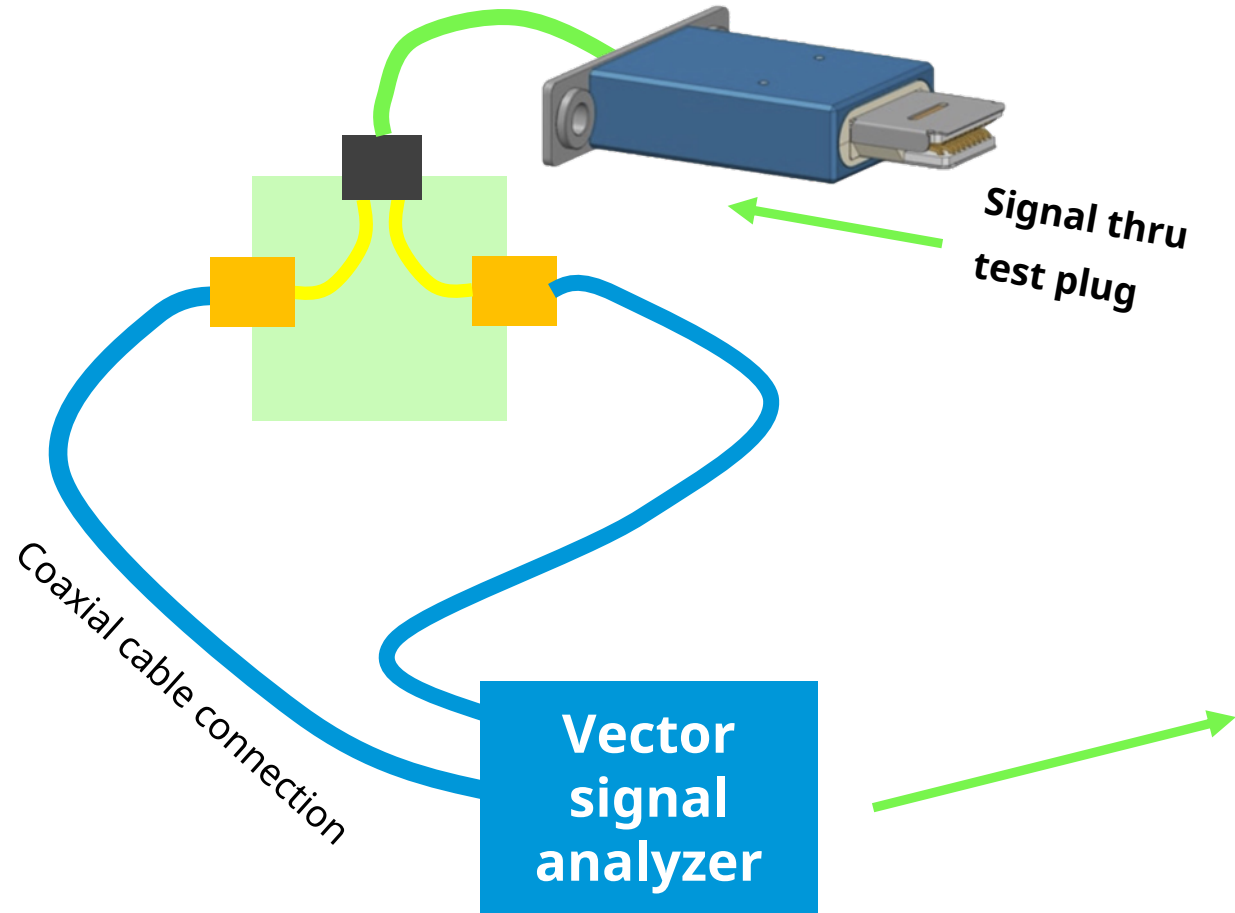 Signal thru
test plug
Coaxial cable connection
Vector
signal
analyzer